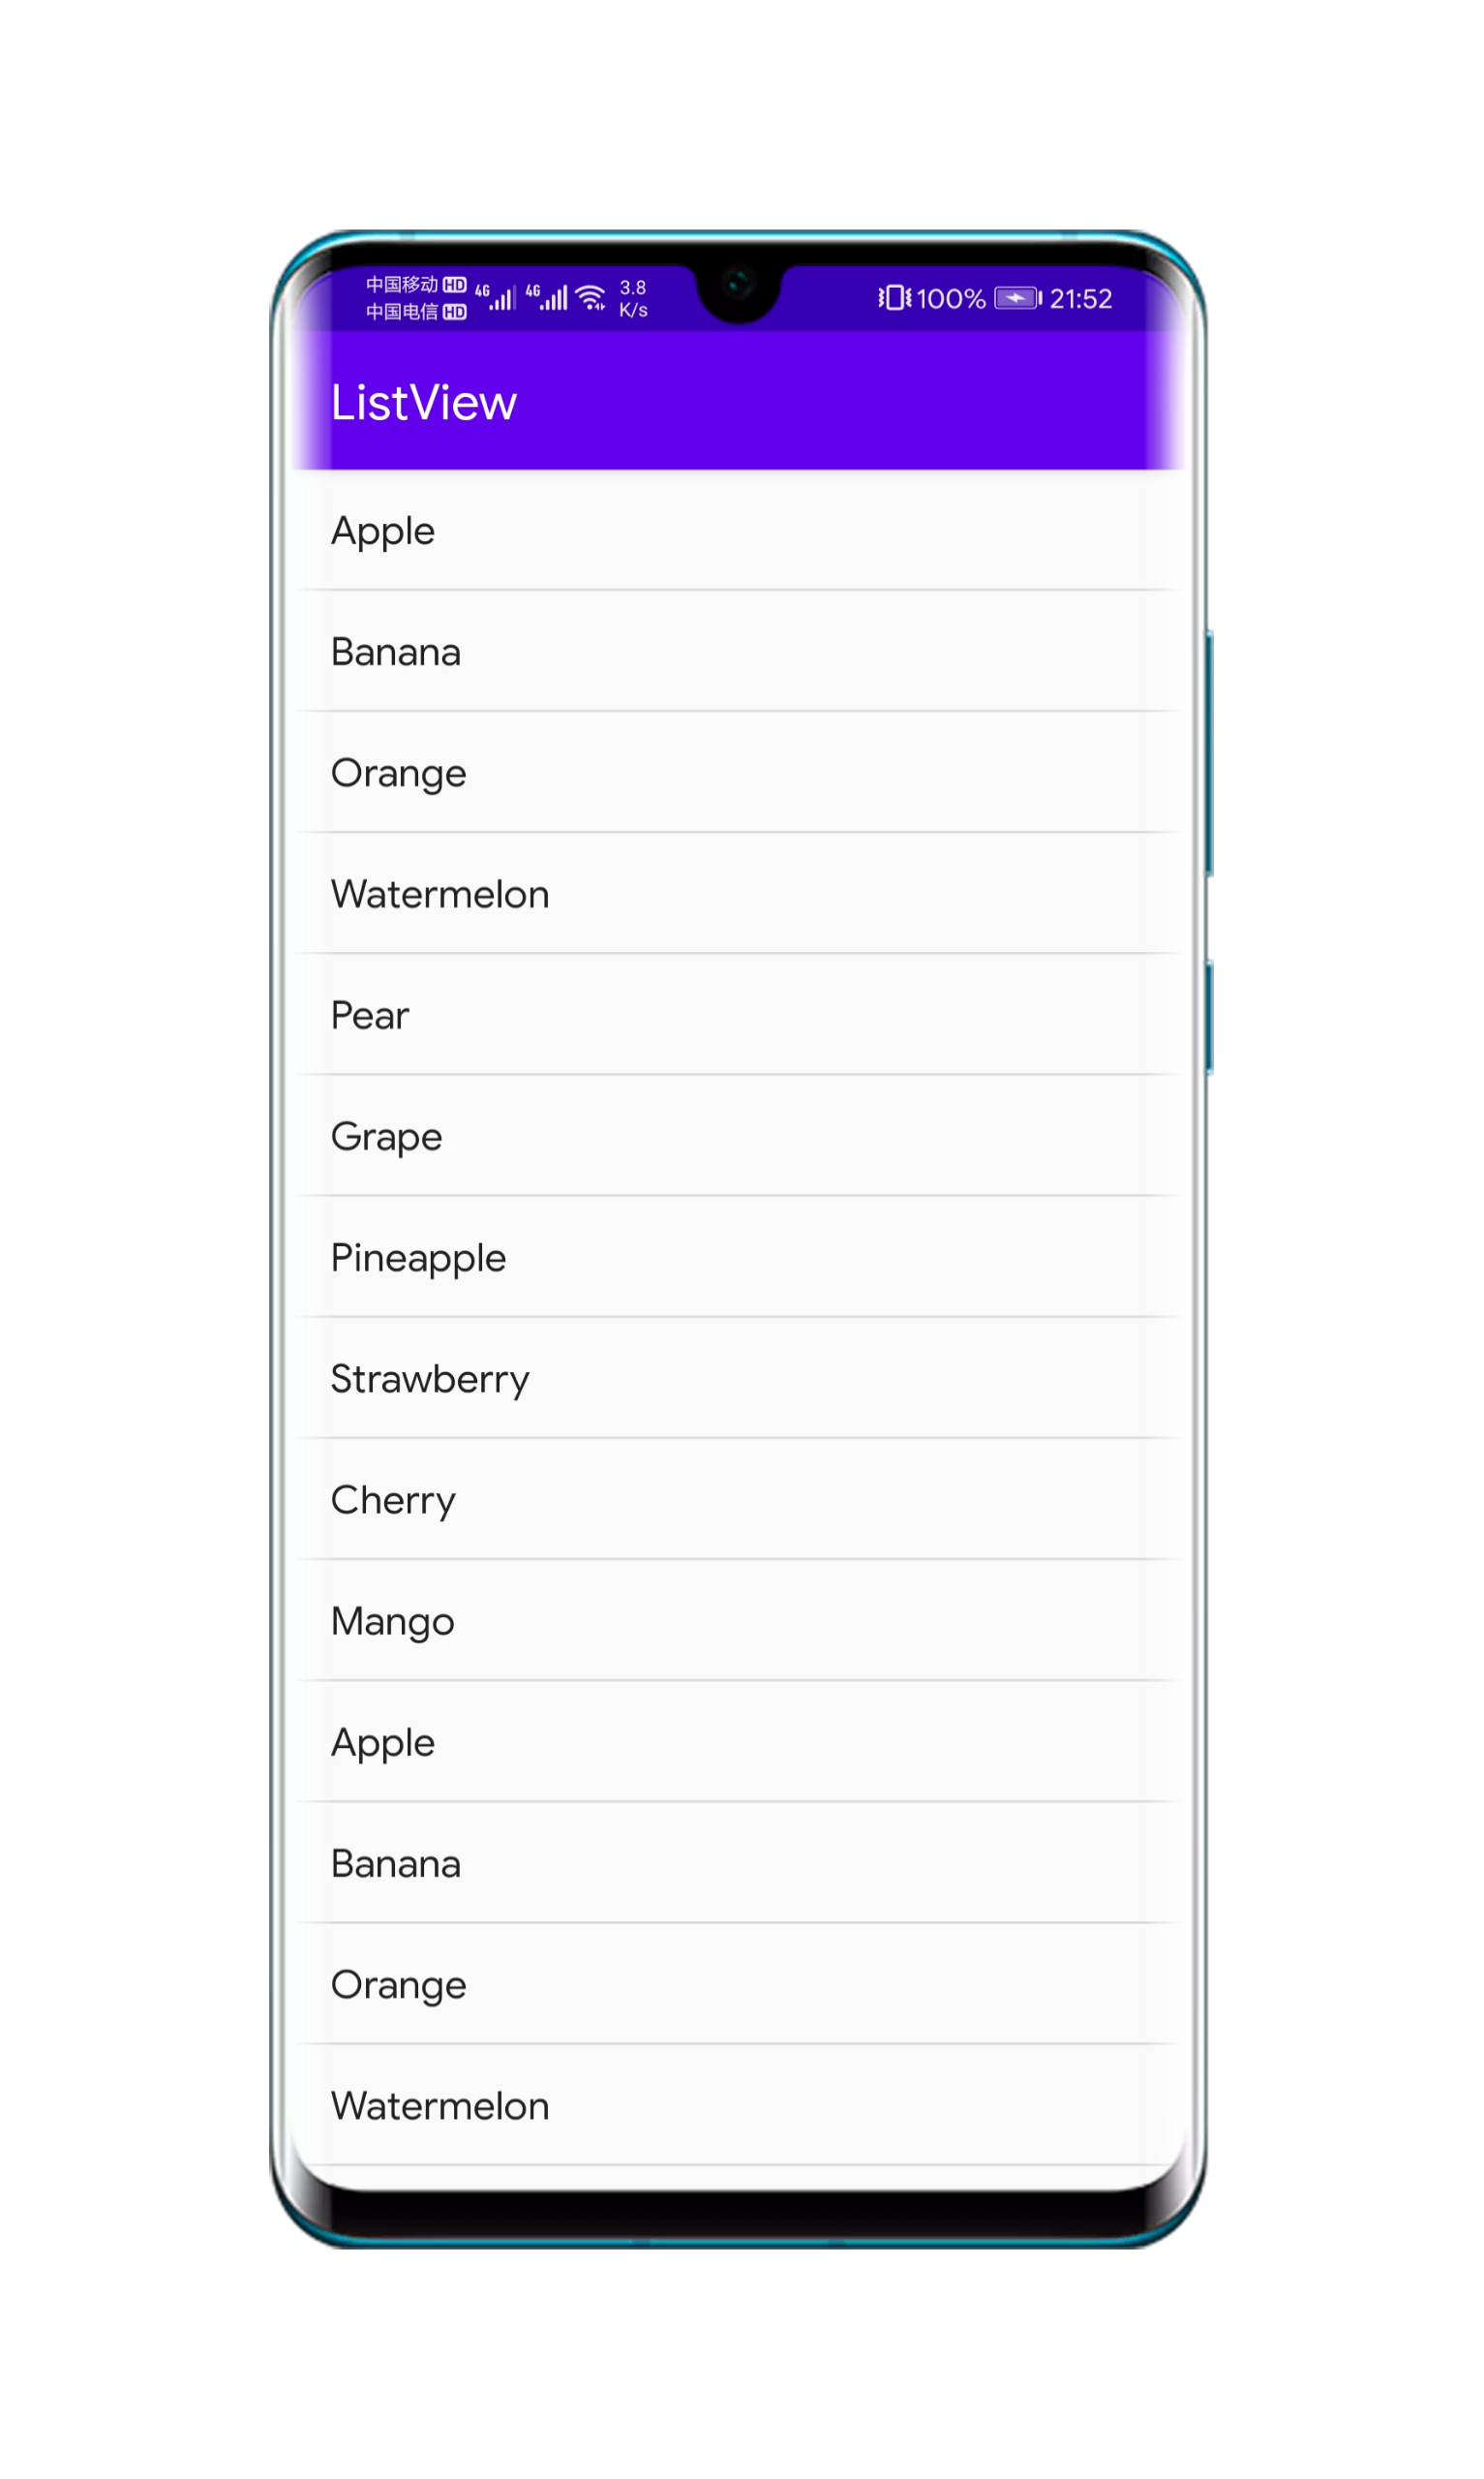 中国移动 HD
中国电信 HD
4G 4G
3.8
K/s
100% 21:52
ListView
Apple
Banana
Orange
Watermelon
Pear
Grape
Pineapple
Strawberry
Cherry
Mango
Apple
Banana
Orange
Watermelon